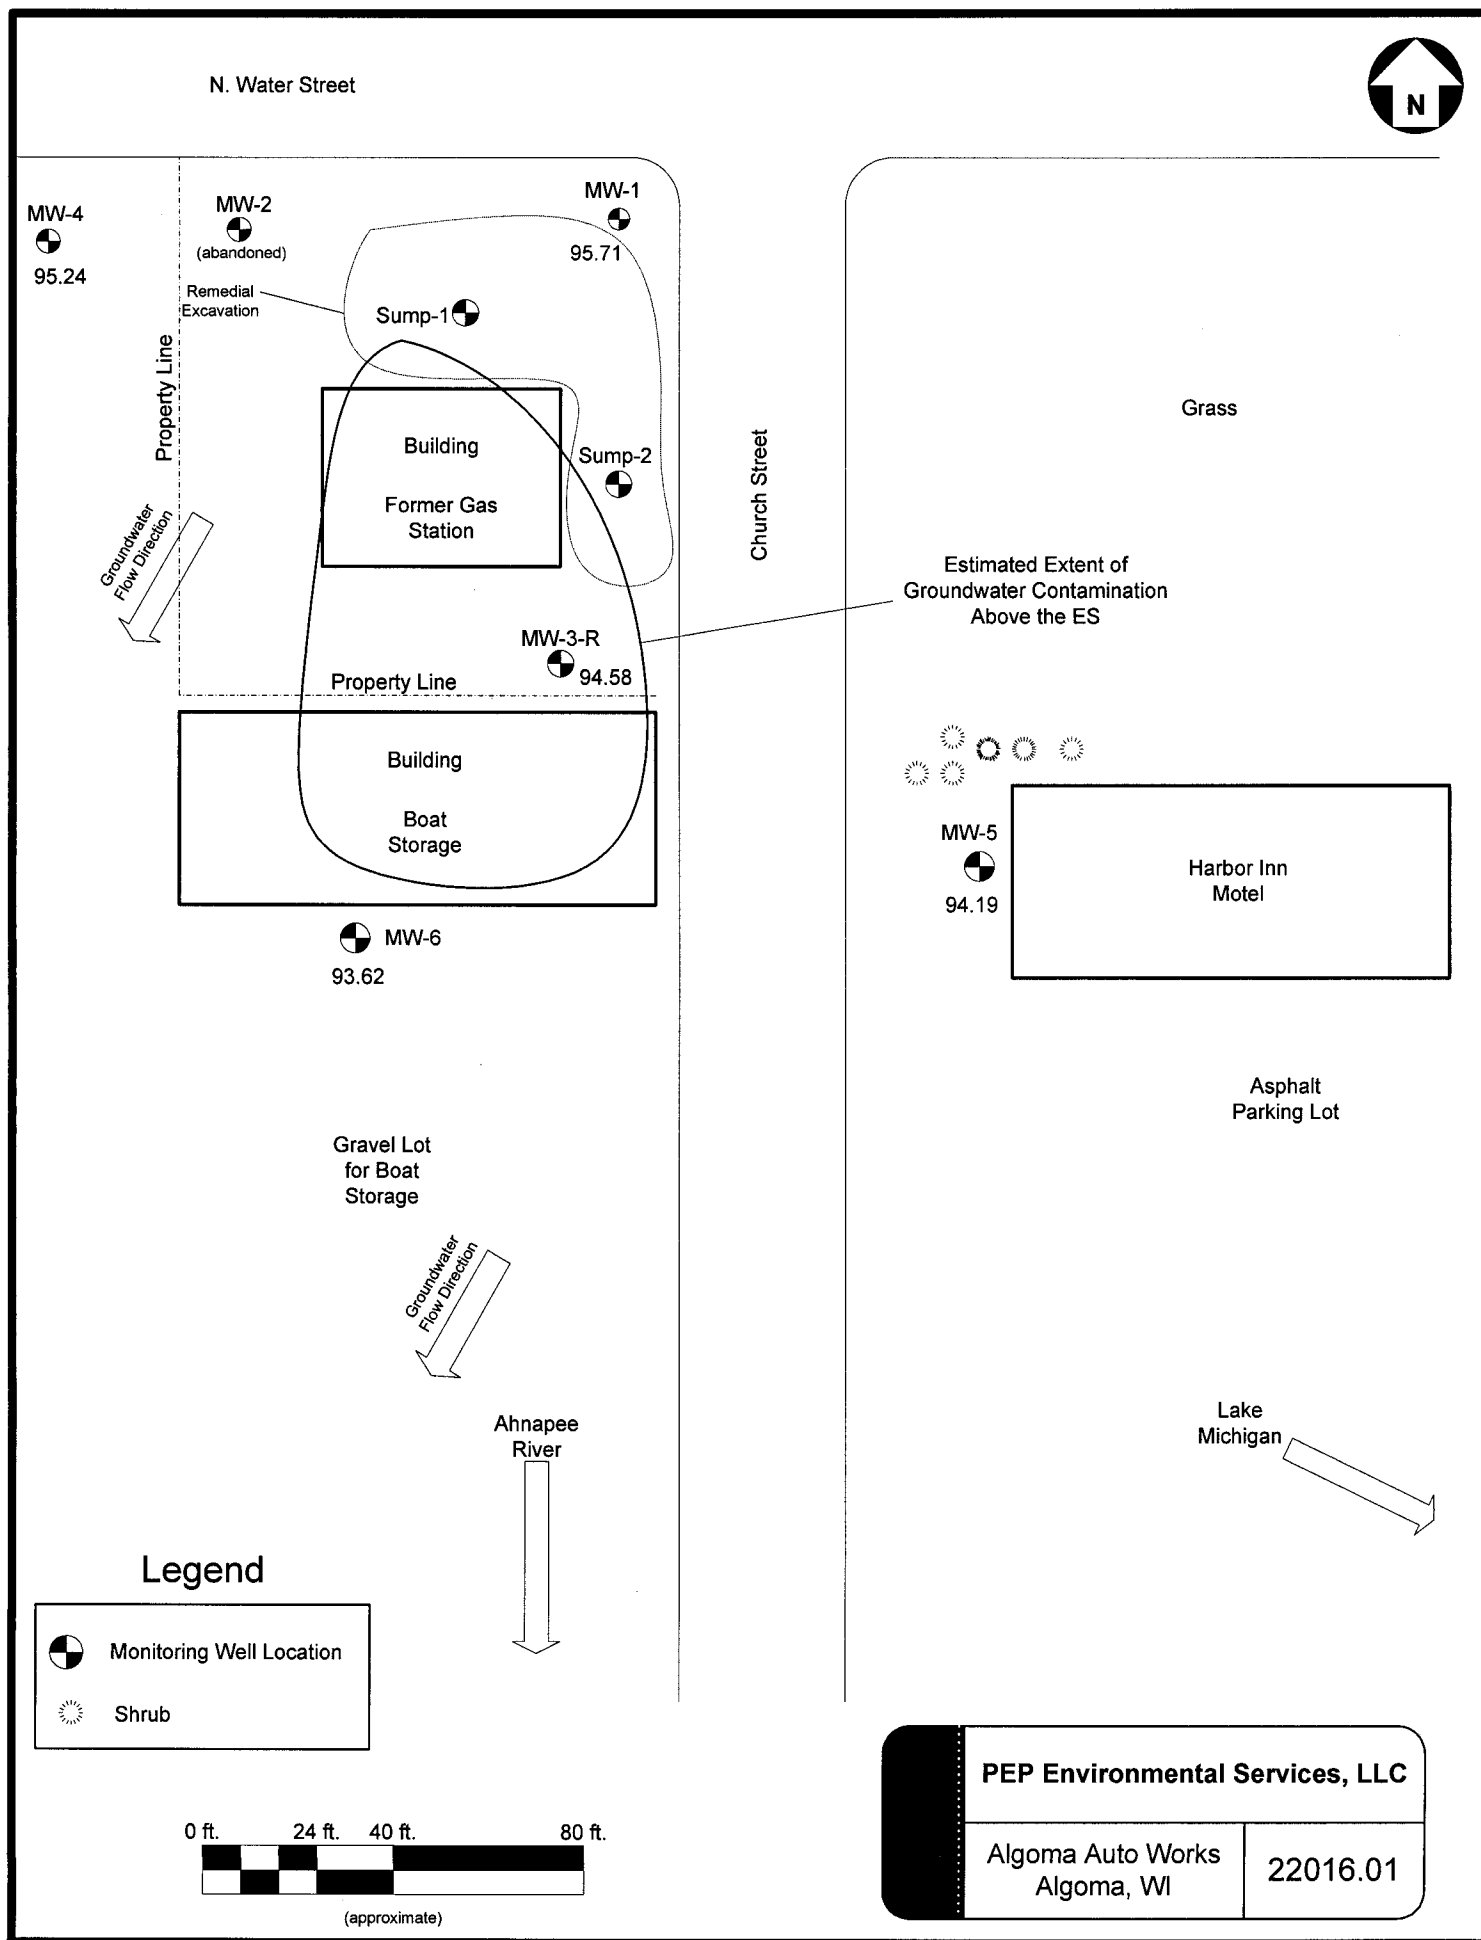 N. Water Street
N
MW-4
95.24
MW-2
(abandoned)
MW-1
95.71
Remedial
Excavation
Sump-1
Property Line
Building
Former Gas
Station
Sump-2
Church Street
Grass
Groundwater
Flow Direction
Estimated Extent of
Groundwater Contamination
Above the ES
MW-3-R
94.58
Property Line
Building
Boat
Storage
MW-5
94.19
Harbor Inn
Motel
MW-6
93.62
Asphalt
Parking Lot
Gravel Lot
for Boat
Storage
Groundwater
Flow Direction
Ahnapee
River
Lake
Michigan
Legend
Monitoring Well Location
Shrub
0 ft. 24 ft. 40 ft. 80 ft.
(approximate)
PEP Environmental Services, LLC
Algoma Auto Works
Algoma, WI
22016.01